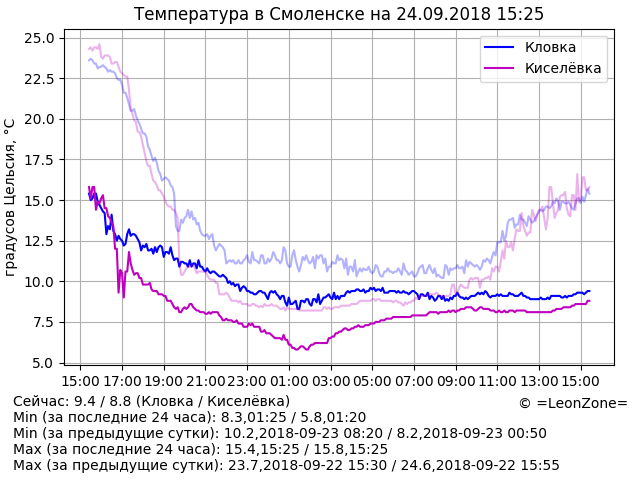 Температура в Смоленске на 24.09.2018 15:25
градусов Цельсия, °C
25.0
22.5
20.0
17.5
15.0
12.5
10.0
7.5
5.0
Кловка
Киселёвка
15:00 17:00 19:00 21:00 23:00 01:00 03:00 05:00 07:00 09:00 11:00 13:00 15:00
Сейчас: 9.4 / 8.8 (Кловка / Киселёвка)
© =LeonZone=
Min (за последние 24 часа): 8.3,01:25 / 5.8,01:20
Min (за предыдущие сутки): 10.2,2018-09-23 08:20 / 8.2,2018-09-23 00:50
Max (за последние 24 часа): 15.4,15:25 / 15.8,15:25
Max (за предыдущие сутки): 23.7,2018-09-22 15:30 / 24.6,2018-09-22 15:55